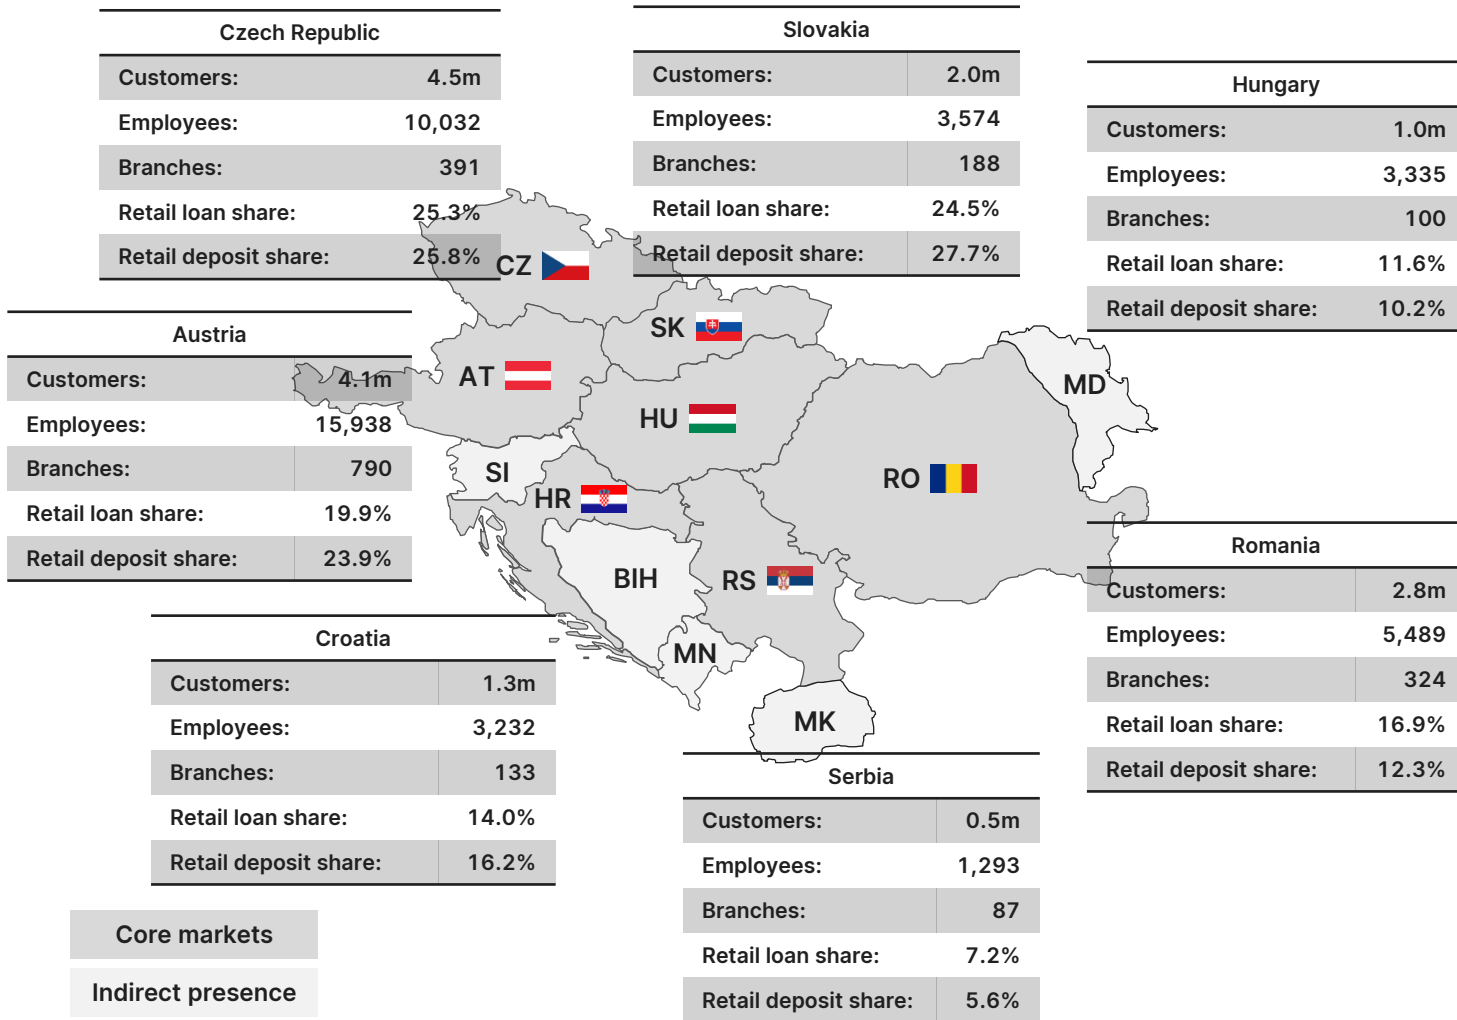 Czech Republic
Customers: 4.5m
Employees: 10,032
Branches: 391
Retail loan share: 25.3%
Retail deposit share: 25.8%
Slovakia
Customers: 2.0m
Employees: 3,574
Branches: 188
Retail loan share: 24.5%
Retail deposit share: 27.7%
Hungary
Customers: 1.0m
Employees: 3,335
Branches: 100
Retail loan share: 11.6%
Retail deposit share: 10.2%
Austria
Customers: 4.1m
Employees: 15,938
Branches: 790
Retail loan share: 19.9%
Retail deposit share: 23.9%
CZ
SK
AT
MD
HU
SI
RO
HR
BIH
RS
MN
MK
Romania
Customers: 2.8m
Employees: 5,489
Branches: 324
Retail loan share: 16.9%
Retail deposit share: 12.3%
Croatia
Customers: 1.3m
Employees: 3,232
Branches: 133
Retail loan share: 14.0%
Retail deposit share: 16.2%
Serbia
Customers: 0.5m
Employees: 1,293
Branches: 87
Retail loan share: 7.2%
Retail deposit share: 5.6%
Core markets
Indirect presence